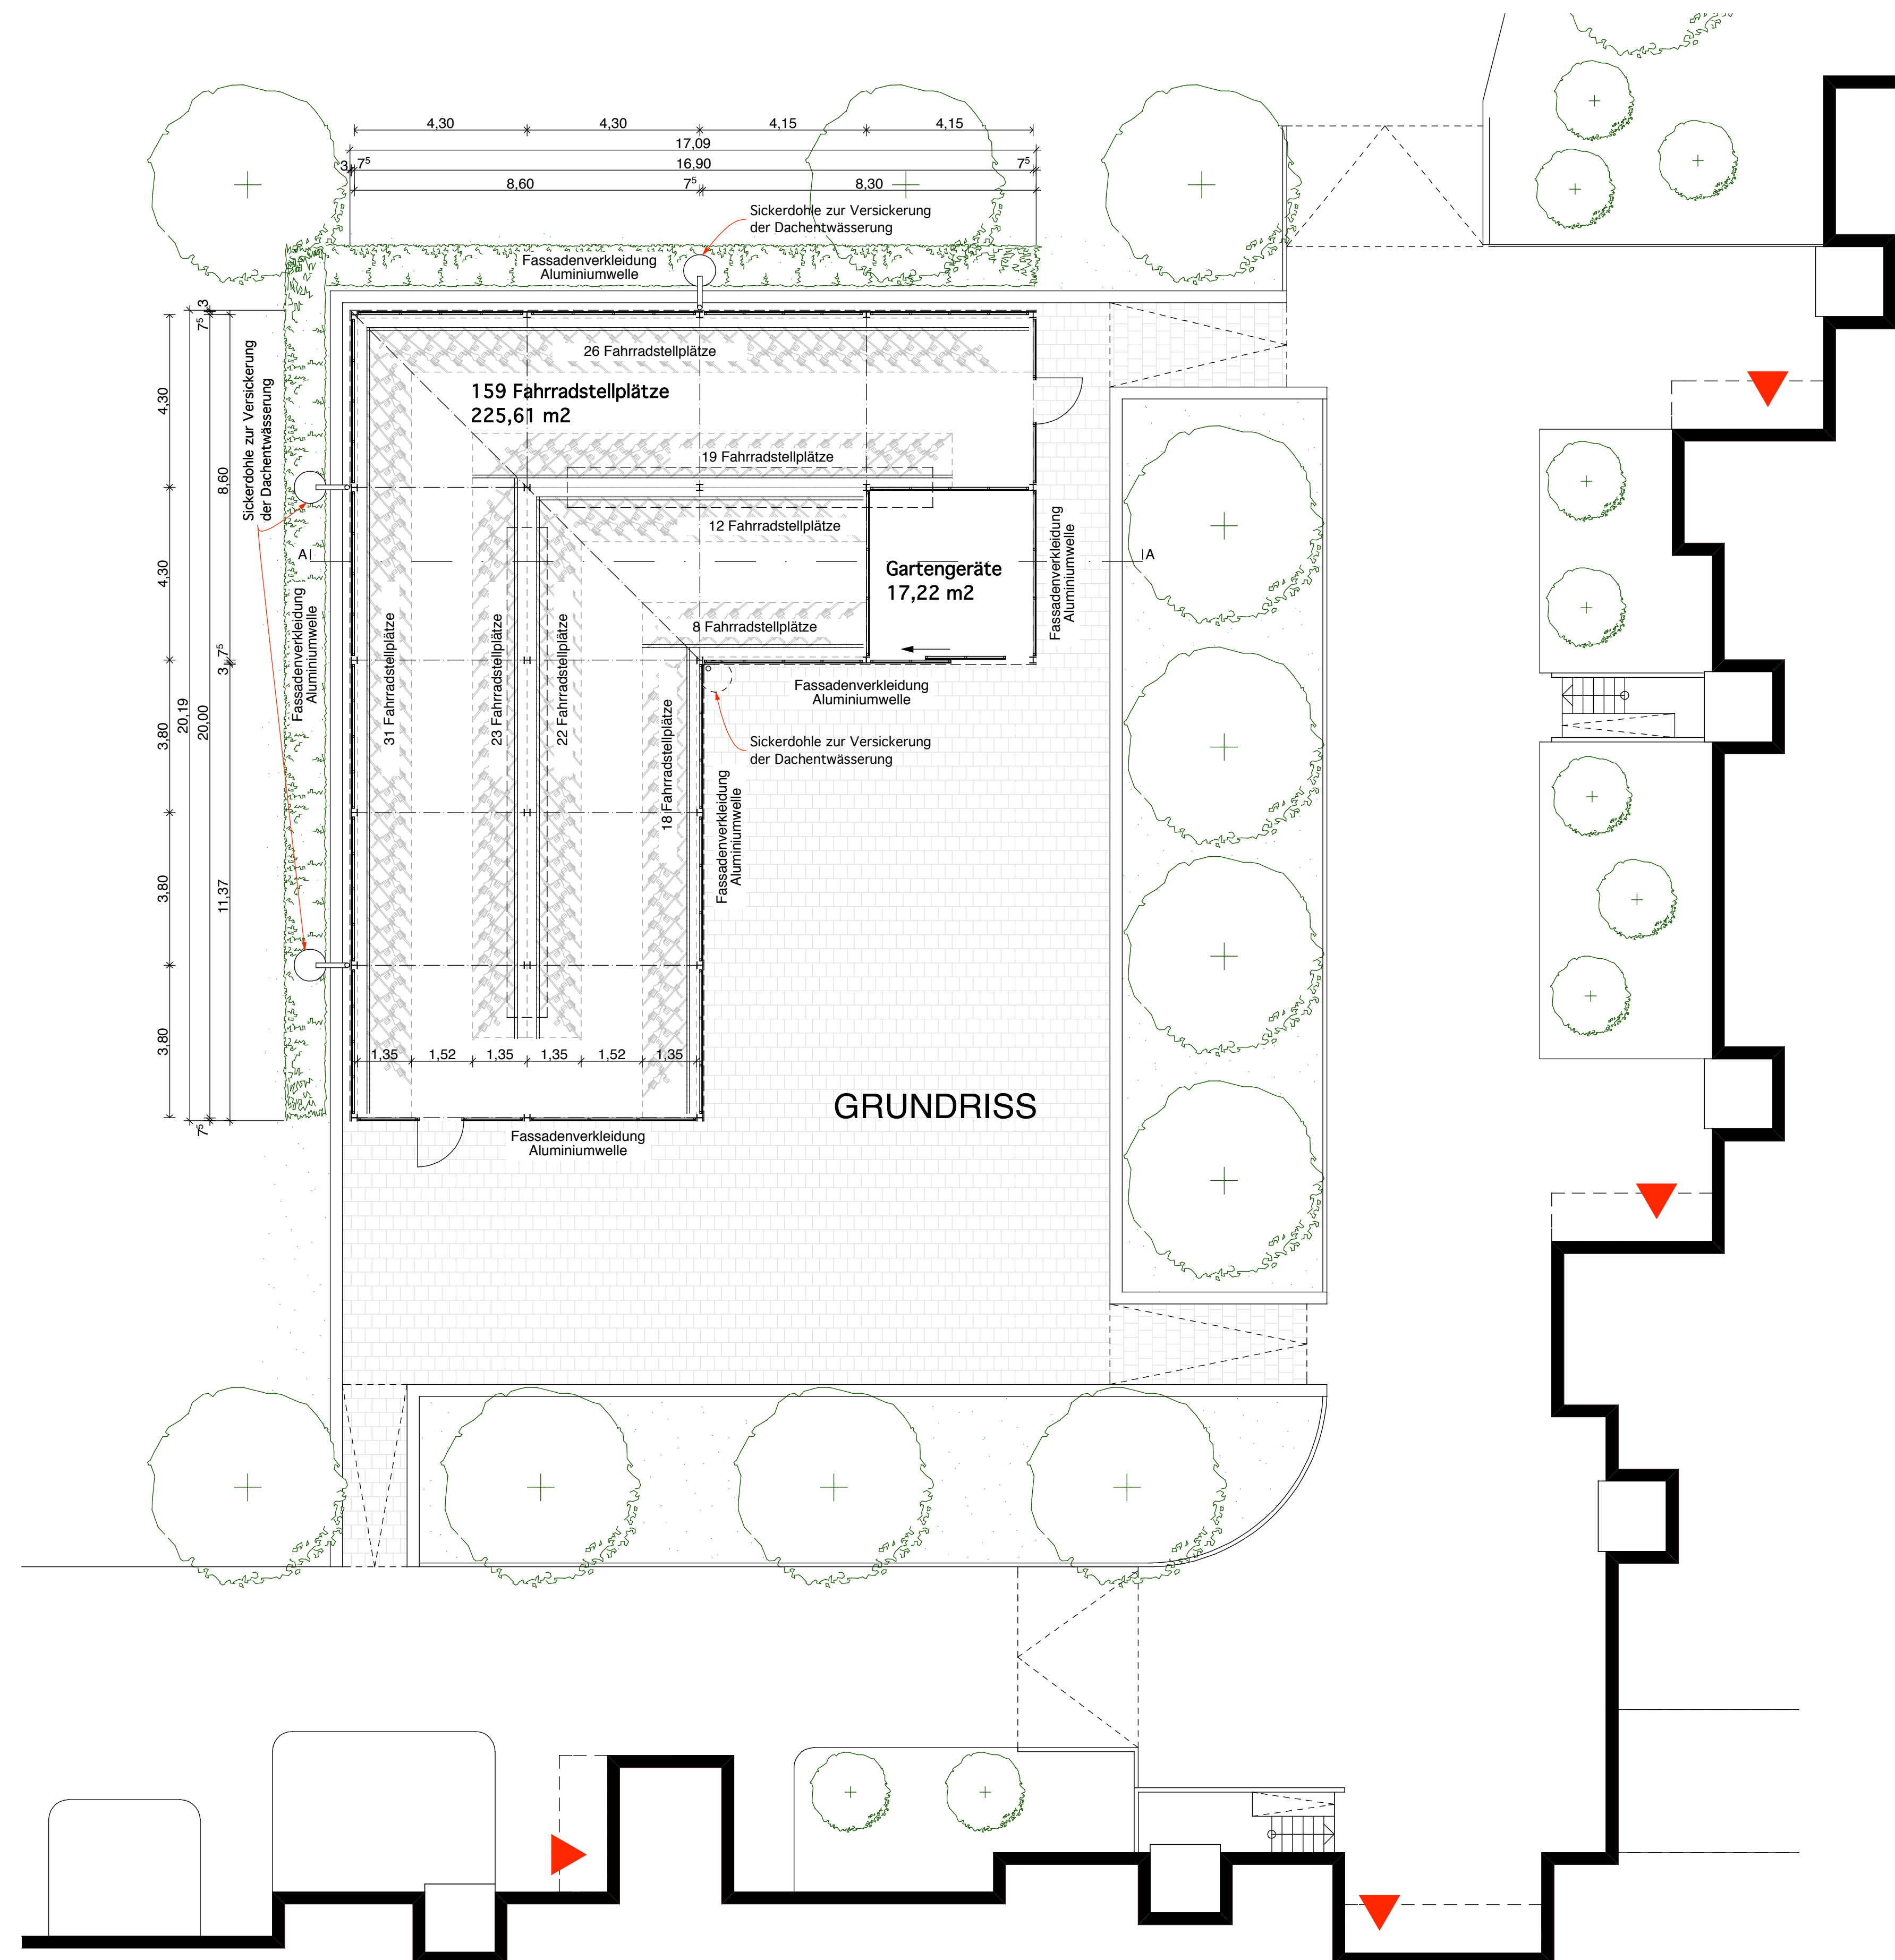 4,30
4,30
4,15
4,15
17,09
3
7⁵
16,90
7⁵
8,60
7⁵
8,30
Sickerdohle zur Versickerung
der Dachentwässerung
Fassadenverkleidung
Aluminiumwelle
3
7⁵
26 Fahrradstellplätze
159 Fahrradstellplätze
225,61 m2
4,30
8,60
Sickerdohle zur Versickerung
der Dachentwässerung
19 Fahrradstellplätze
12 Fahrradstellplätze
A
A
4,30
Gartengeräte
17,22 m2
Fassadenverkleidung
Aluminiumwelle
Fassadenverkleidung
Aluminiumwelle
8 Fahrradstellplätze
31 Fahrradstellplätze
23 Fahrradstellplätze
22 Fahrradstellplätze
18 Fahrradstellplätze
7⁵
3
Fassadenverkleidung
Aluminiumwelle
20,19
20,00
3,80
Sickerdohle zur Versickerung
der Dachentwässerung
Fassadenverkleidung
Aluminiumwelle
3,80
11,37
3,80
1,35
1,52
1,35
1,35
1,52
1,35
GRUNDRISS
7⁵
Fassadenverkleidung
Aluminiumwelle